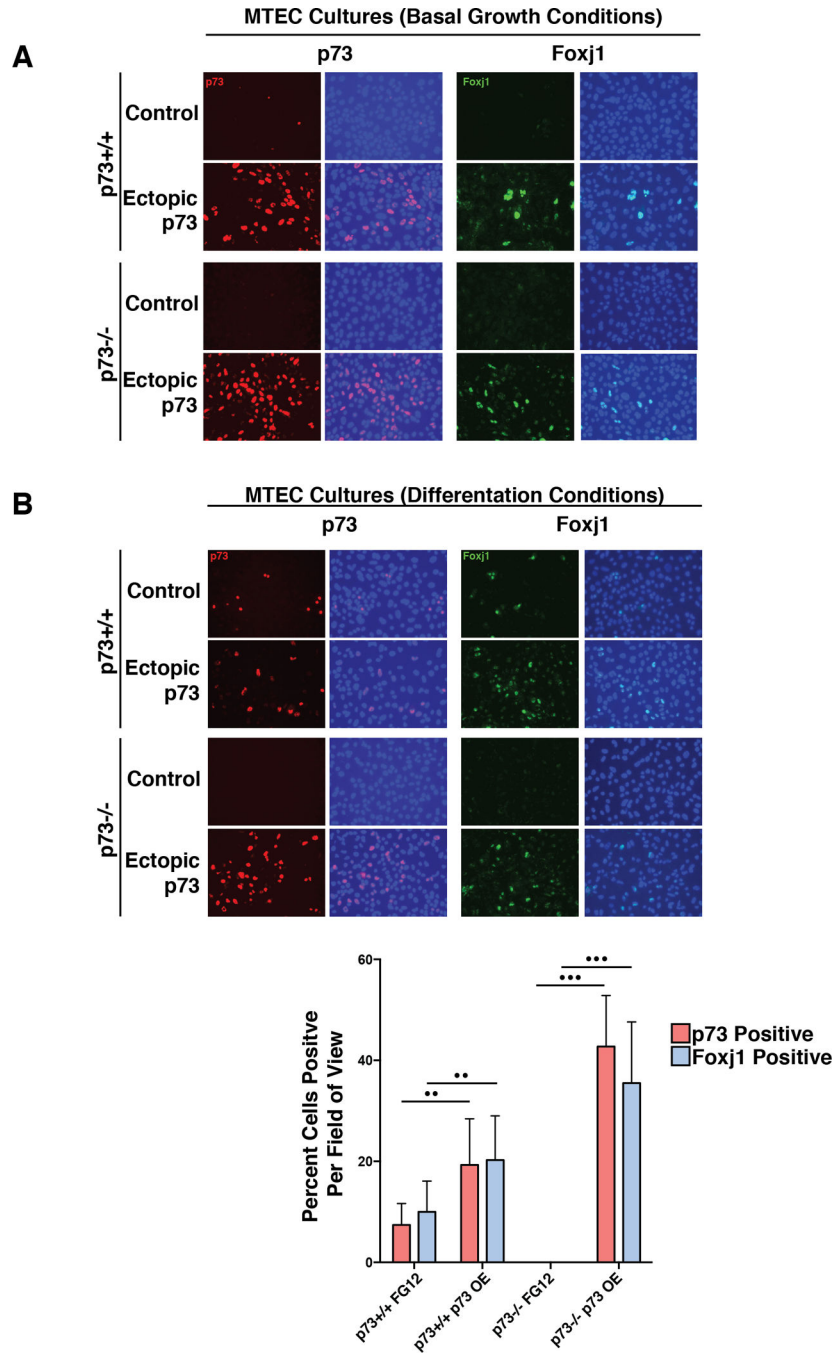 MTEC Cultures (Basal Growth Conditions)
A
p73
Foxj1
p73+/+
Control
p73
Foxj1
Ectopic
p73
p73-/-
Control
Ectopic
p73
B
MTEC Cultures (Differentation Conditions)
p73
Foxj1
p73+/+
Control
p73
Foxj1
Ectopic
p73
p73-/-
Control
Ectopic
p73
Percent Cells Positve
Per Field of View
60
40
20
0
p73 Positive
Foxj1 Positive
p73+/+ FG12
p73+/+ p73 OE
p73-/- FG12
p73-/- p73 OE